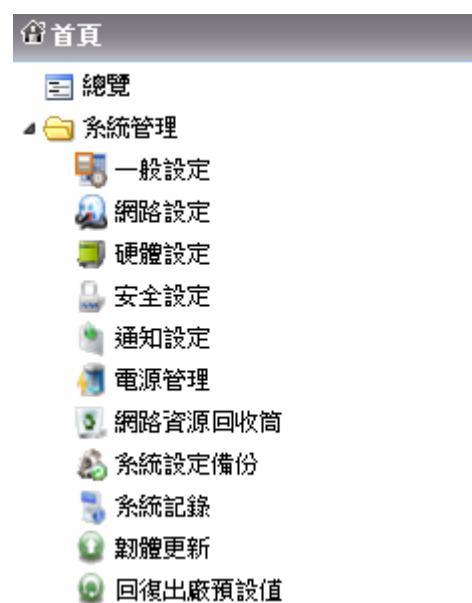 首頁
總覽
系統管理
一般設定
網路設定
硬體設定
安全設定
通知設定
電源管理
網路資源回收筒
系統設定備份
系統記錄
韌體更新
回復出廠預設值